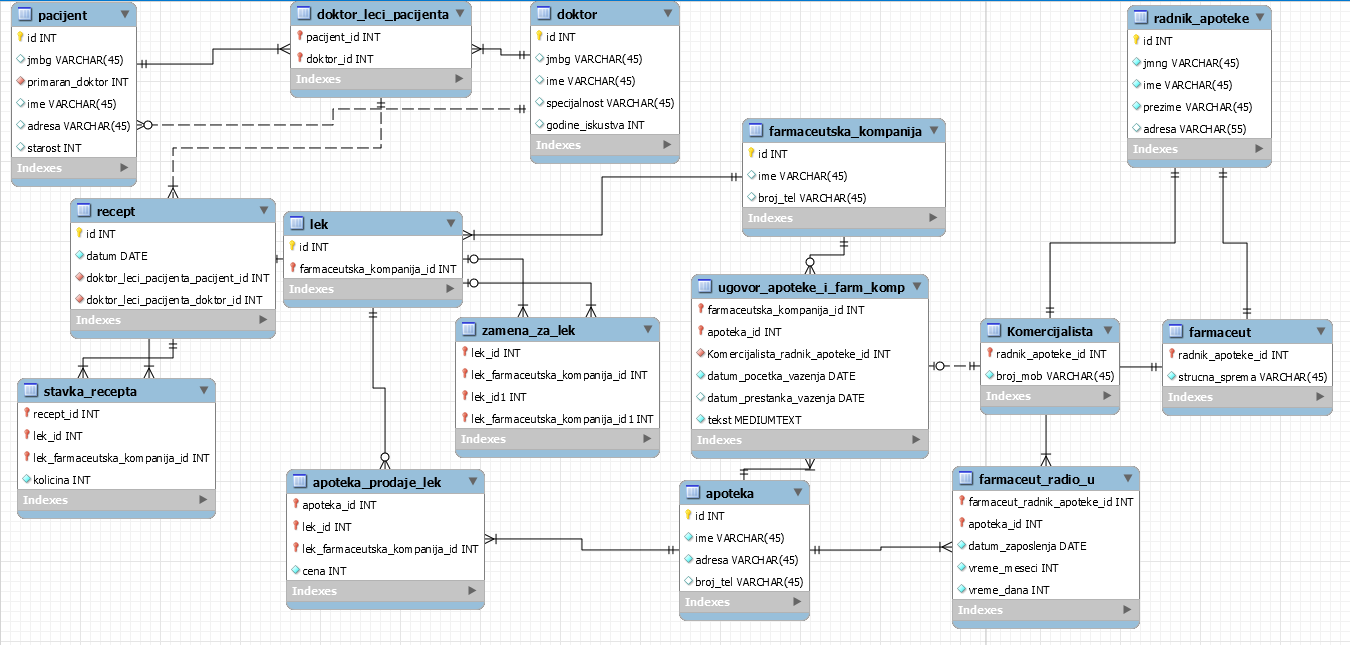 pacijent
id INT
jmbg VARCHAR(45)
primaran_doktor INT
ime VARCHAR(45)
adresa VARCHAR(45)
starost INT
Indexes
doktor_leci_pacijenta
pacijent_id INT
doktor_id INT
Indexes
doktor
id INT
jmbg VARCHAR(45)
ime VARCHAR(45)
specijalnost VARCHAR(45)
godine_iskustva INT
Indexes
radnik_apoteke
id INT
jmng VARCHAR(45)
ime VARCHAR(45)
prezime VARCHAR(45)
adresa VARCHAR(55)
Indexes
farmaceutska_kompanija
id INT
ime VARCHAR(45)
broj_tel VARCHAR(45)
Indexes
recept
id INT
datum DATE
doktor_leci_pacijenta_pacijent_id INT
doktor_leci_pacijenta_doktor_id INT
Indexes
lek
id INT
farmaceutska_kompanija_id INT
Indexes
ugovor_apoteke_i_farm_komp
farmaceutska_kompanija_id INT
apoteka_id INT
Komercijalista_radnik_apoteke_id INT
datum_pocetka_vazenja DATE
datum_prestanka_vazenja DATE
tekst MEDIUMTEXT
Indexes
zamena_za_lek
lek_id INT
lek_farmaceutska_kompanija_id INT
lek_id1 INT
lek_farmaceutska_kompanija_id1 INT
Indexes
Komercijalista
radnik_apoteke_id INT
broj_mob VARCHAR(45)
Indexes
farmaceut
radnik_apoteke_id INT
strucna_sprema VARCHAR(45)
Indexes
stavka_recepta
recept_id INT
lek_id INT
lek_farmaceutska_kompanija_id INT
kolicina INT
Indexes
apoteka_prodaje_lek
apoteka_id INT
lek_id INT
lek_farmaceutska_kompanija_id INT
cena INT
Indexes
apoteka
id INT
ime VARCHAR(45)
adresa VARCHAR(45)
broj_tel VARCHAR(45)
Indexes
farmaceut_radio_u
farmaceut_radnik_apoteke_id INT
apoteka_id INT
datum_zaposlenja DATE
vreme_meseci INT
vreme_dana INT
Indexes